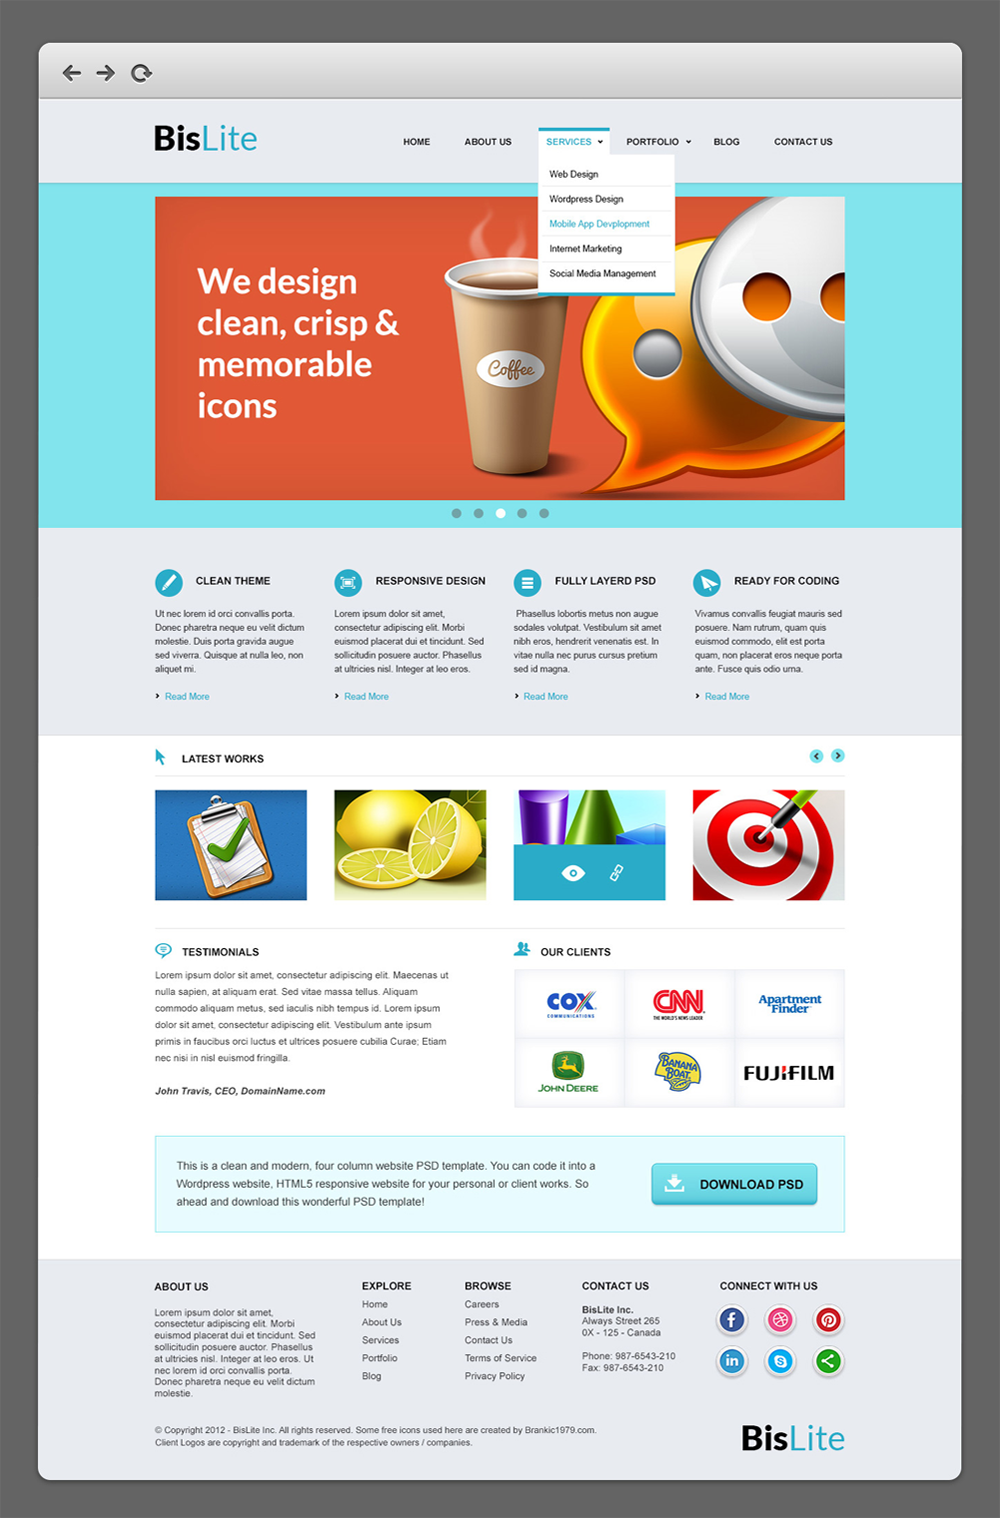 BisLite
HOME ABOUT US SERVICES PORTFOLIO BLOG CONTACT US
Web Design
Wordpress Design
Mobile App Devplopment
Internet Marketing
Social Media Management
We design
clean, crisp &
memorable
icons
Coffee
CLEAN THEME
Ut nec lorem id orci convallis porta.
Donec pharetra neque eu velit dictum
molestie. Duis porta gravida augue
sed viverra. Quisque at nulla leo, non
aliquet mi.
Read More
RESPONSIVE DESIGN
Lorem ipsum dolor sit amet,
consectetur adipiscing elit. Morbi
euismod placerat dui et tincidunt. Sed
sollicitudin posuere auctor. Phasellus
at ultricies nisl. Integer at leo eros.
Read More
FULLY LAYERD PSD
Phasellus lobortis metus non augue
sodales volutpat. Vestibulum sit amet
nibh eros, hendrerit venenatis est. In
vitae nulla nec purus cursus pretium
sed id magna.
Read More
READY FOR CODING
Vivamus convallis feugiat mauris sed
posuere. Nam rutrum, quam quis
euismod commodo, elit est porta
quam, non placerat eros neque porta
ante. Fusce quis odio urna.
Read More
LATEST WORKS
TESTIMONIALS
Lorem ipsum dolor sit amet, consectetur adipiscing elit. Maecenas ut
nulla sapien, at aliquam erat. Sed vitae massa tellus. Aliquam
commodo aliquam metus, sed iaculis nibh tempus id. Lorem ipsum
dolor sit amet, consectetur adipiscing elit. Vestibulum ante ipsum
primis in faucibus orci luctus et ultrices posuere cubilia Curae; Etiam
nec nisi in nisl euismod fringilla.
John Travis, CEO, DomainName.com
OUR CLIENTS
COX
COMMUNICATIONS
CNN
THE WORLD'S NEWS LEADER
Apartment
Finder
JOHN DEERE
BANANA
BOAT
FUJIFILM
This is a clean and modern, four column website PSD template. You can code it into a
Wordpress website, HTML5 responsive website for your personal or client works. So
ahead and download this wonderful PSD template!
DOWNLOAD PSD
ABOUT US
Lorem ipsum dolor sit amet,
consectetur adipiscing elit. Morbi
euismod placerat dui et tincidunt. Sed
sollicitudin posuere auctor. Phasellus
at ultricies nisl. Integer at leo eros. Ut
nec lorem id orci convallis porta.
Donec pharetra neque eu velit dictum
molestie.
EXPLORE
Home
About Us
Services
Portfolio
Blog
BROWSE
Careers
Press & Media
Contact Us
Terms of Service
Privacy Policy
CONTACT US
BisLite Inc.
Always Street 265
0X - 125 - Canada
Phone: 987-6543-210
Fax: 987-6543-210
CONNECT WITH US
© Copyright 2012 - BisLite Inc. All rights reserved. Some free icons used here are created by Brankic1979.com.
Client Logos are copyright and trademark of the respective owners / companies.
BisLite